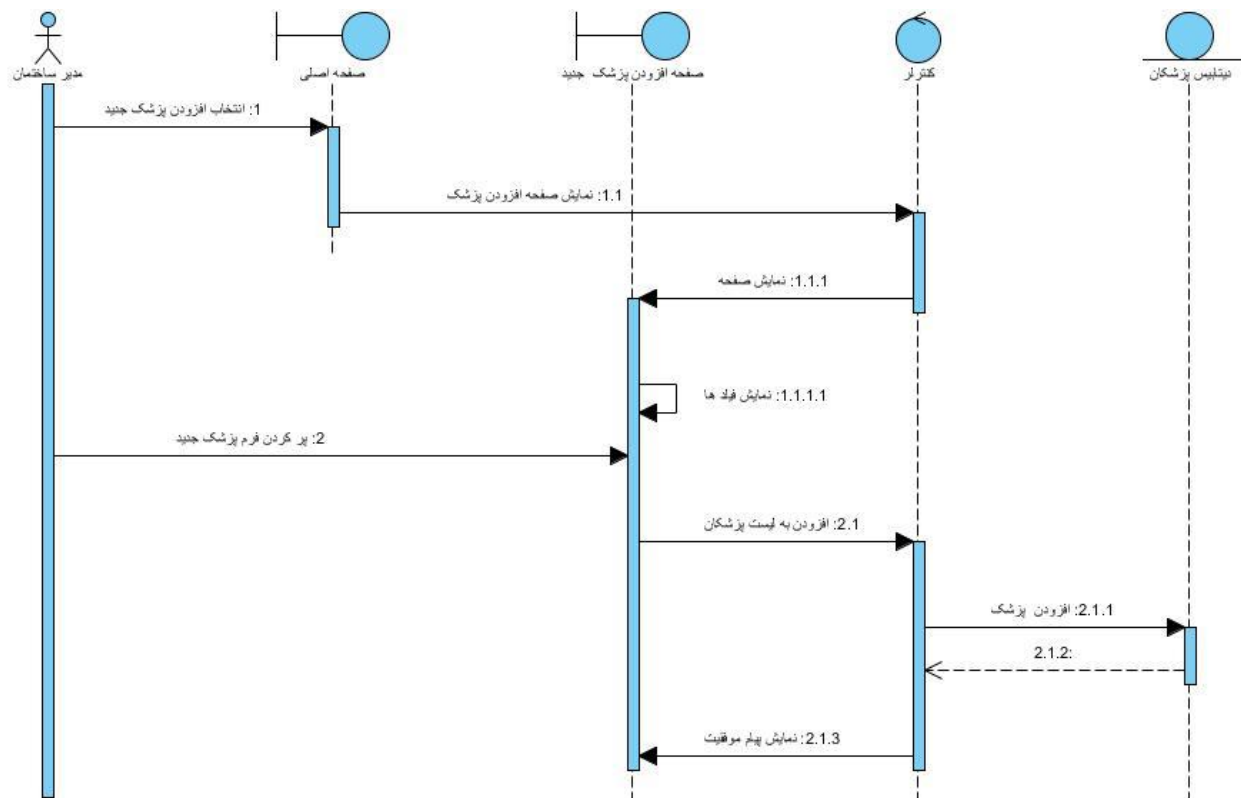 مدیر ساختمان
صفحه اصلی
صفحه افزودن پزشک جدید
کنترلر
دیتابیس پزشکان
1: انتخاب افزودن پزشک جدید
1.1: نمایش صفحه افزودن پزشک
1.1.1: نمایش صفحه
1.1.1.1: نمایش فیلد ها
2: پر کردن فرم پزشک جدید
2.1: افزودن به لیست پزشکان
2.1.1: افزودن پزشک
2.1.2:
2.1.3: نمایش پیام موفقیت